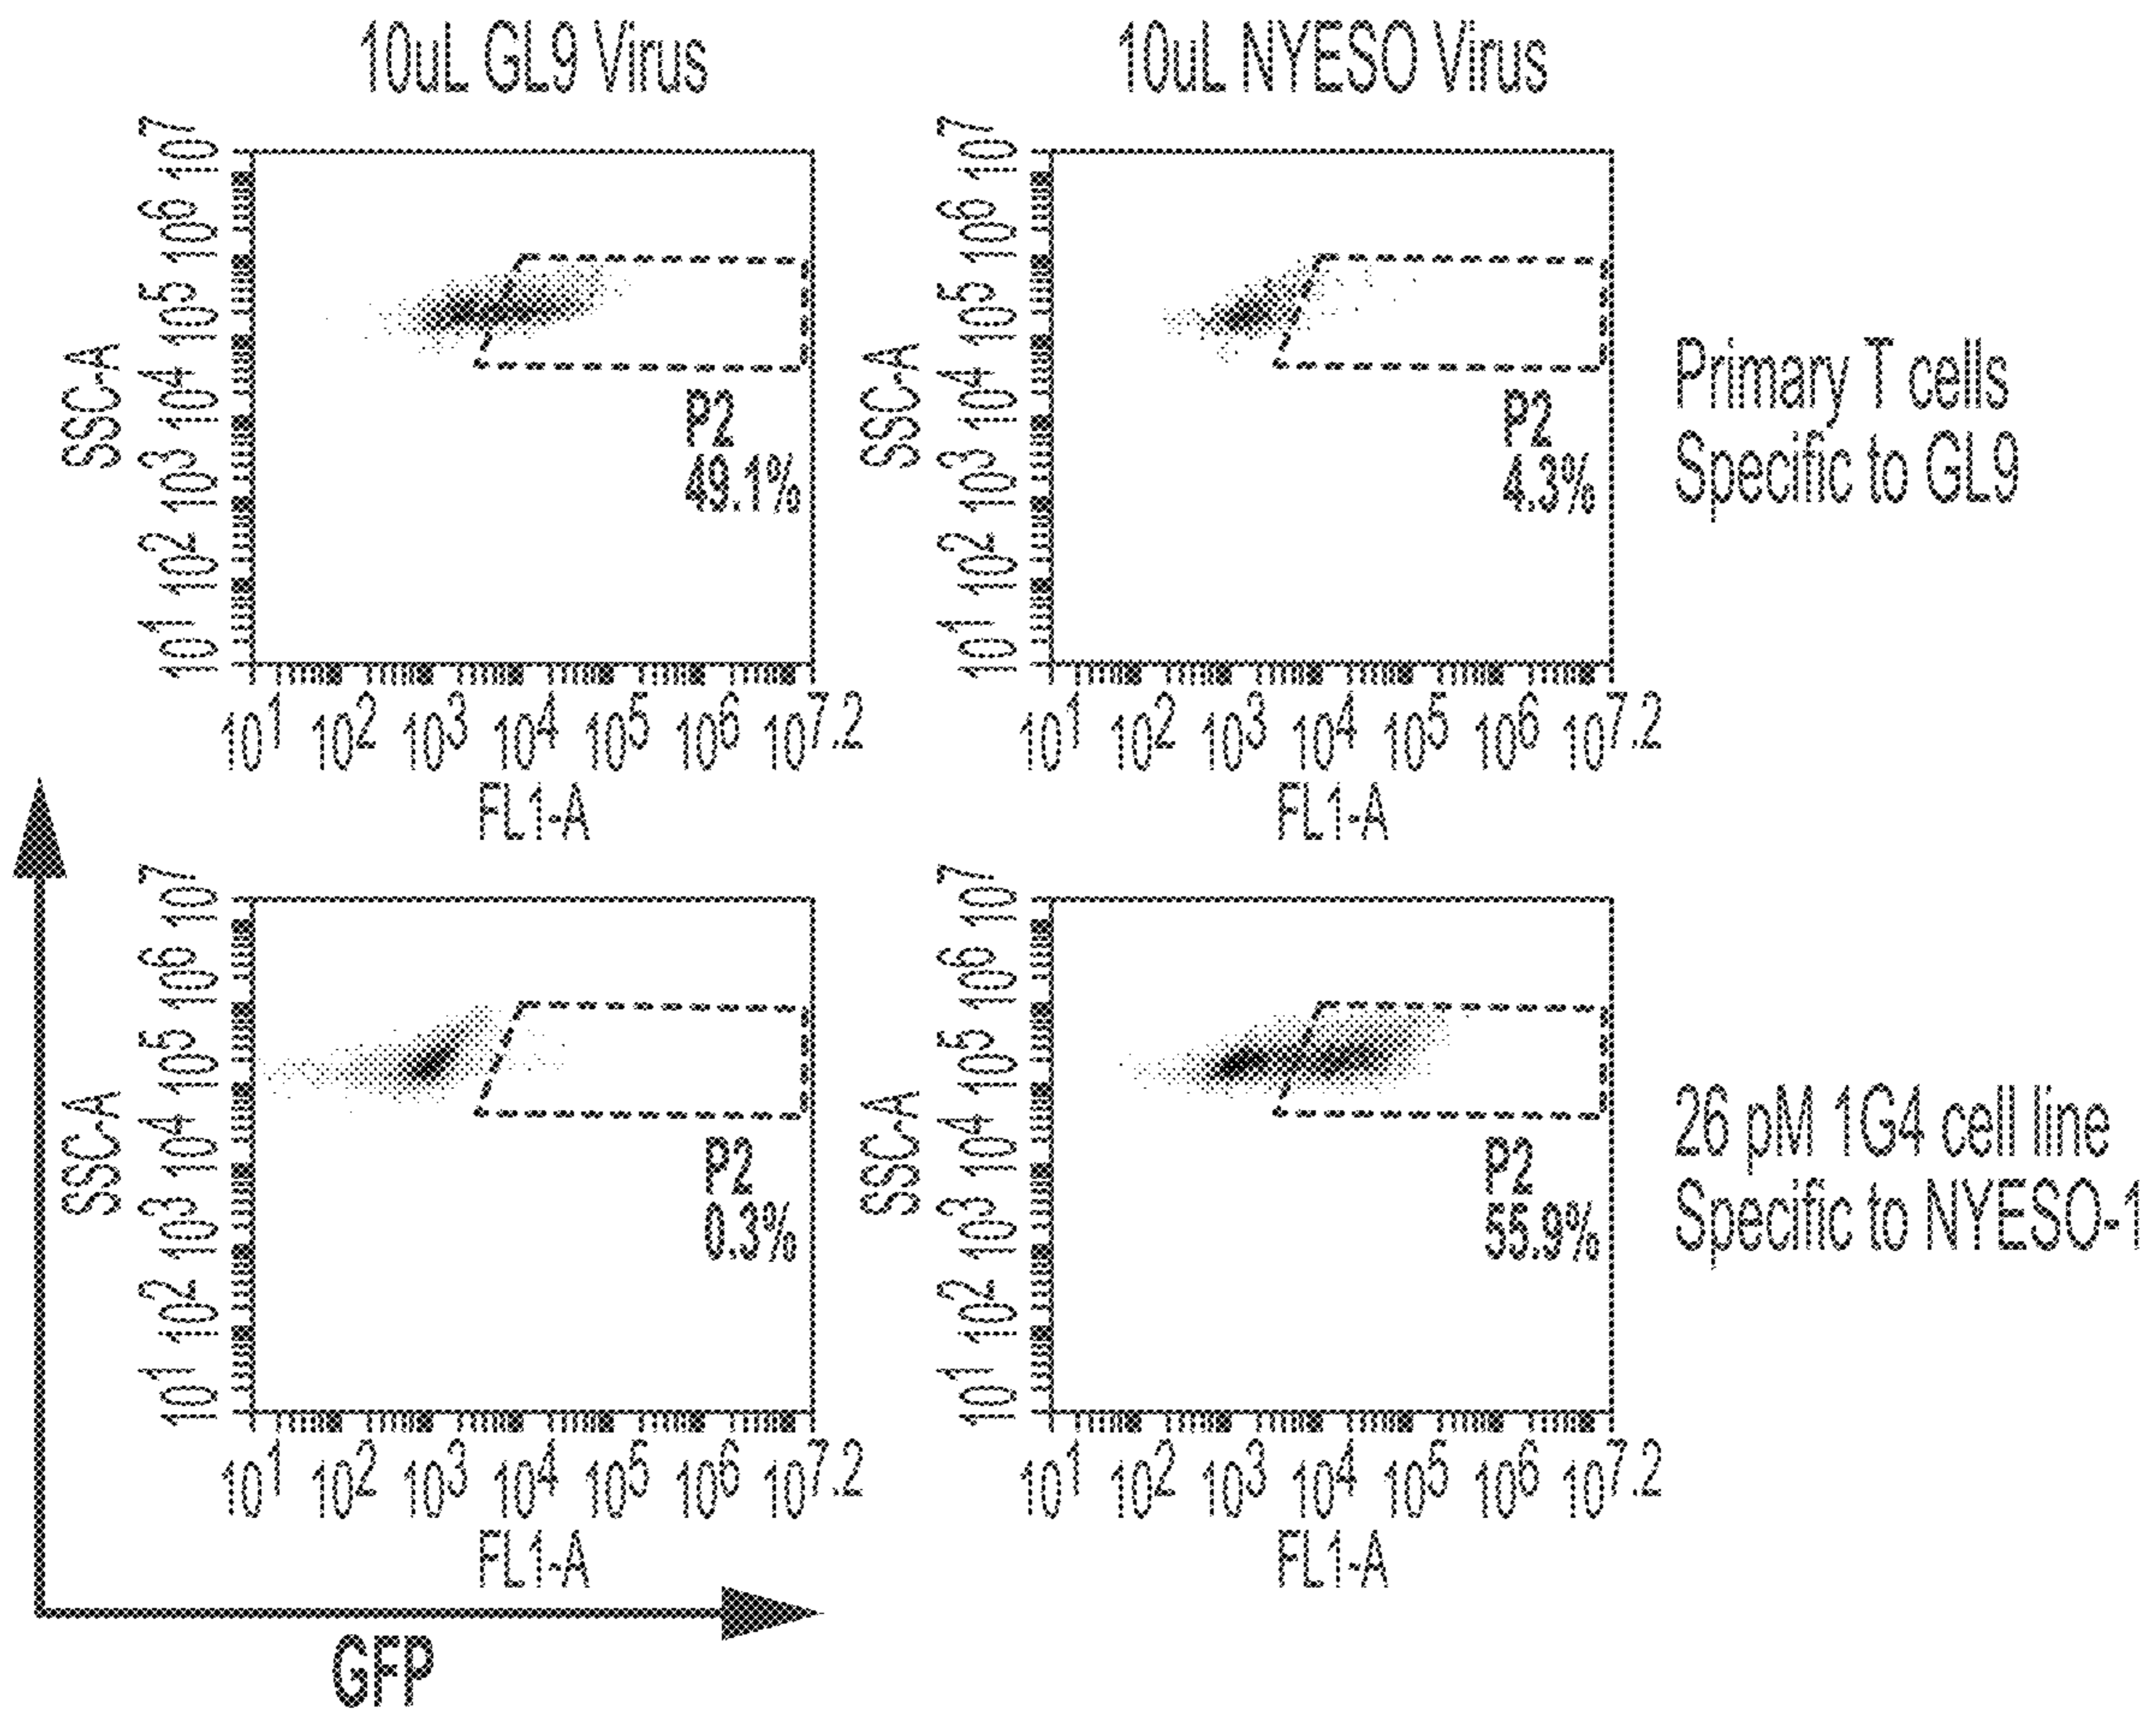 10uL GL9 Virus
10uL NYESO Virus
SSC-A
10^7
10^6
10^5
10^4
10^3
10^2
10^1
P2
49.1%
10^1 10^2 10^3 10^4 10^5 10^6 10^7.2
FL1-A
SSC-A
10^7
10^6
10^5
10^4
10^3
10^2
10^1
P2
4.3%
10^1 10^2 10^3 10^4 10^5 10^6 10^7.2
FL1-A
Primary T cells
Specific to GL9
SSC-A
10^7
10^6
10^5
10^4
10^3
10^2
10^1
P2
0.3%
10^1 10^2 10^3 10^4 10^5 10^6 10^7.2
FL1-A
SSC-A
10^7
10^6
10^5
10^4
10^3
10^2
10^1
P2
55.9%
10^1 10^2 10^3 10^4 10^5 10^6 10^7.2
FL1-A
26 pM 1G4 cell line
Specific to NYESO-1
GFP